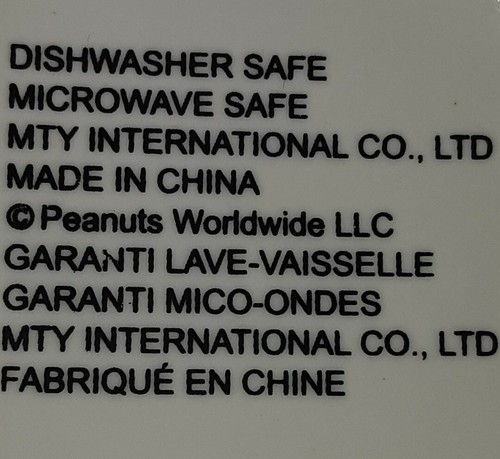 DISHWASHER SAFE
MICROWAVE SAFE
MTY INTERNATIONAL CO., LTD
MADE IN CHINA
© Peanuts Worldwide LLC
GARANTI LAVE-VAISSELLE
GARANTI MICO-ONDES
MTY INTERNATIONAL CO., LTD
FABRIQUÉ EN CHINE